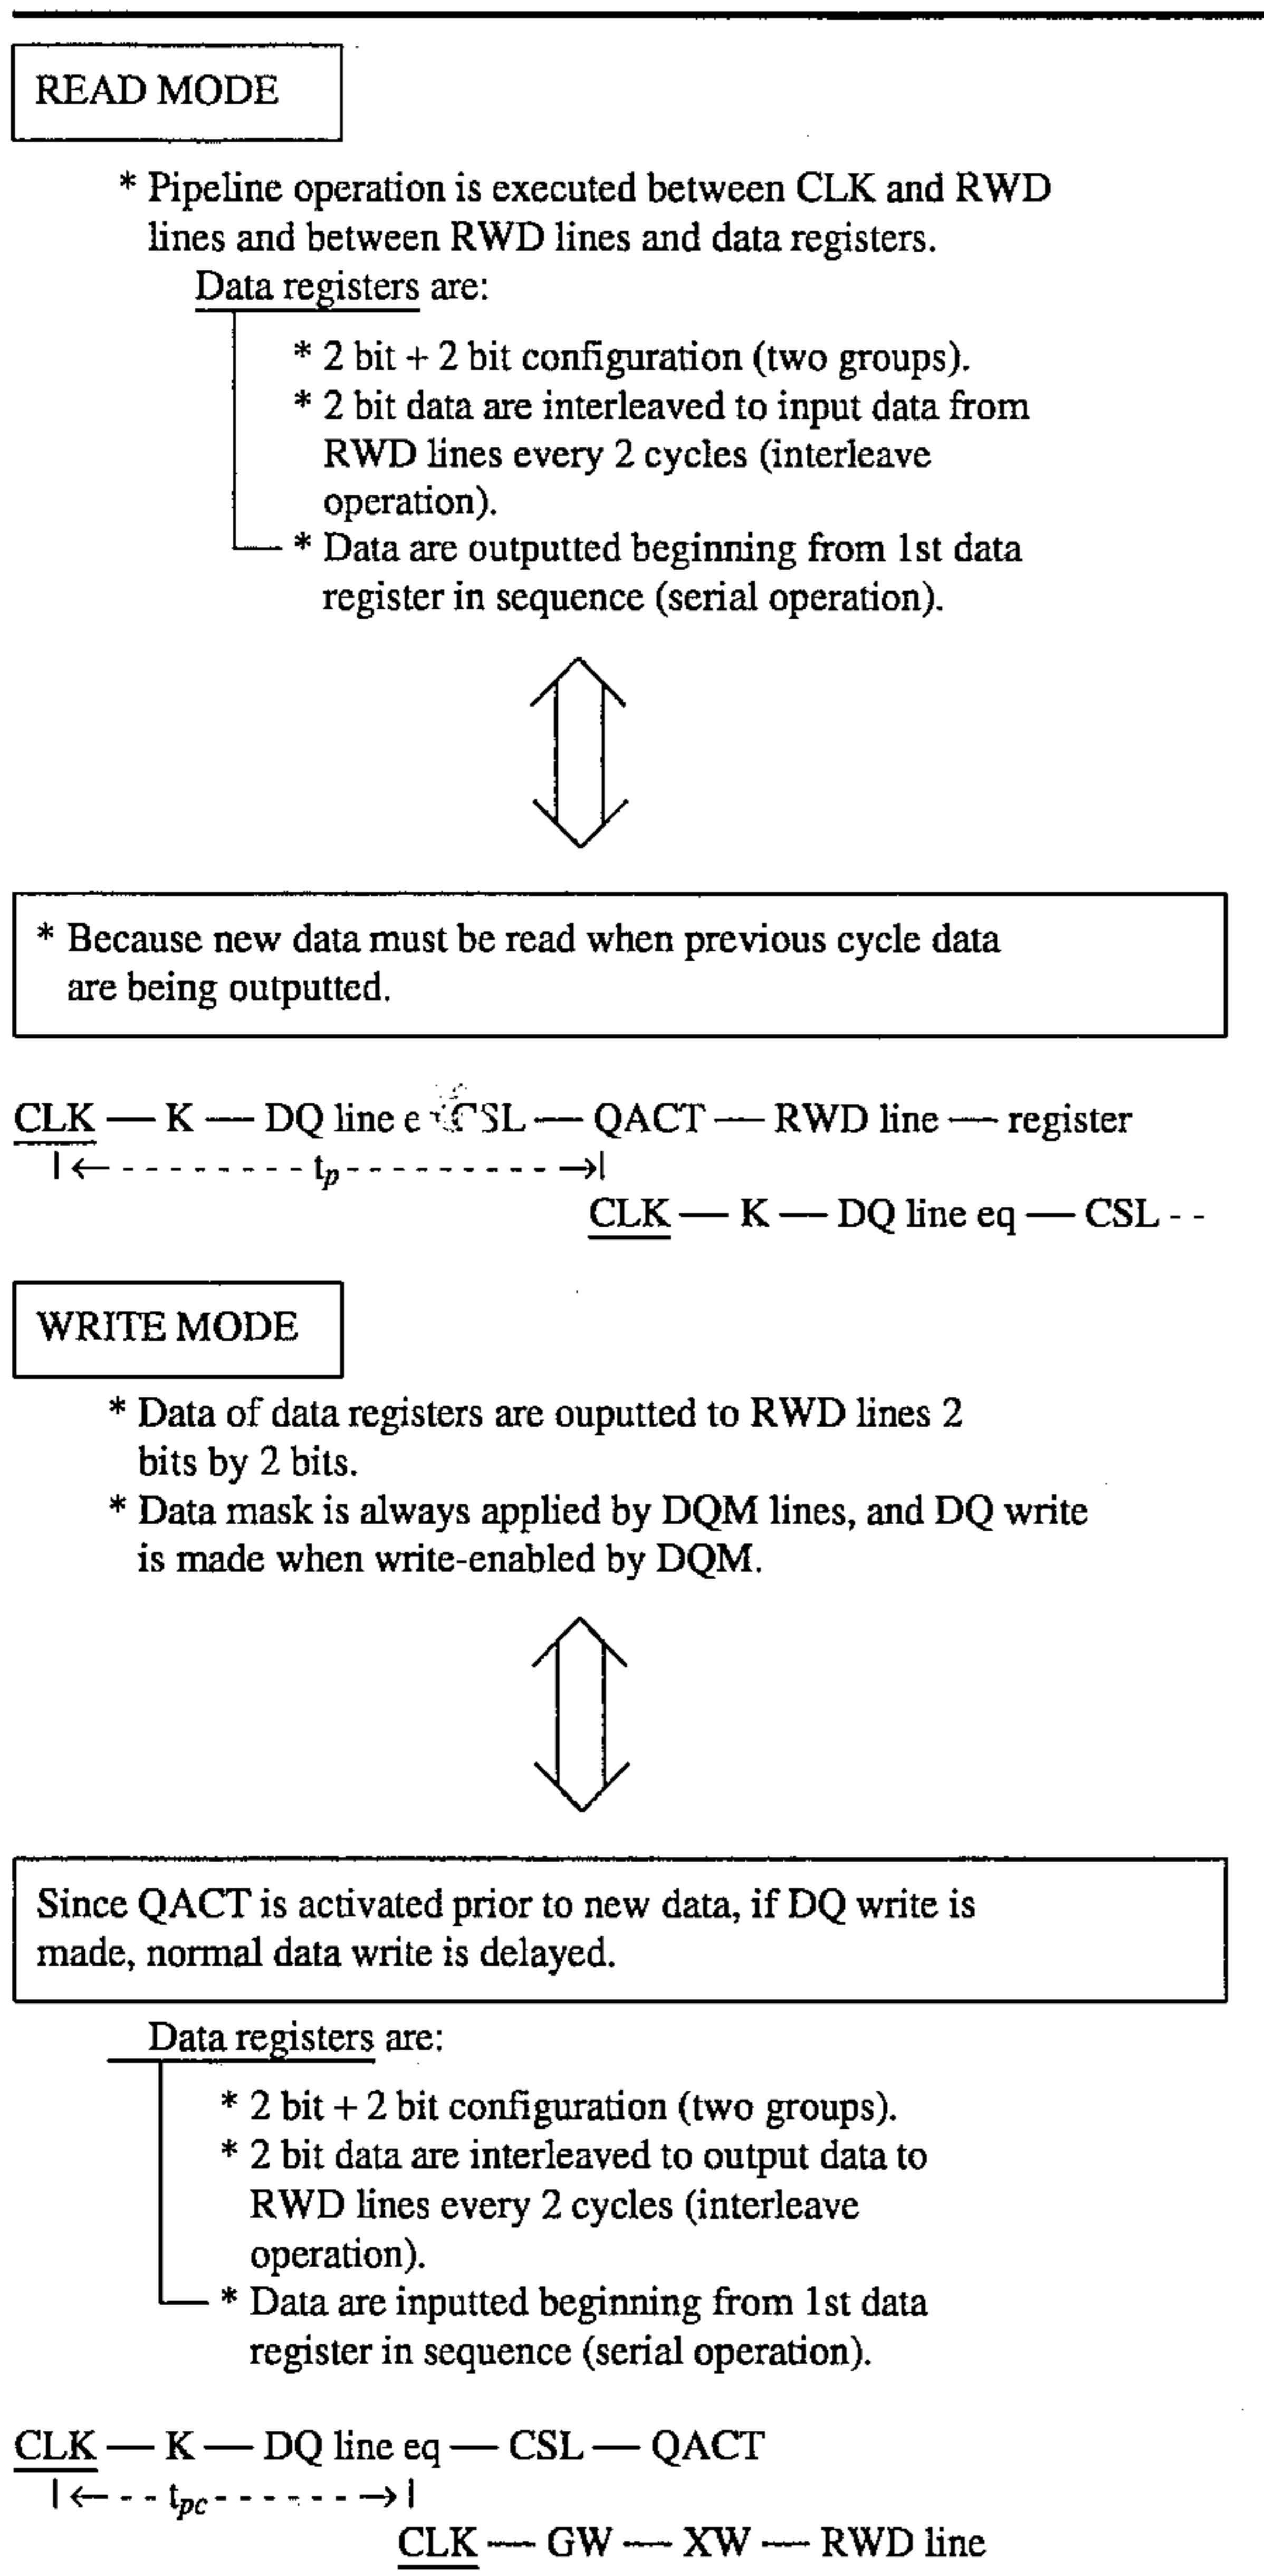 READ MODE
* Pipeline operation is executed between CLK and RWD
lines and between RWD lines and data registers.
Data registers are:
* 2 bit + 2 bit configuration (two groups).
* 2 bit data are interleaved to input data from
RWD lines every 2 cycles (interleave
operation).
* Data are outputted beginning from 1st data
register in sequence (serial operation).
* Because new data must be read when previous cycle data
are being outputted.
CLK — K — DQ line e CSL — QACT — RWD line — register
|← - - - - - - - - - tp - - - - - - - - - - →|
CLK — K — DQ line eq — CSL - -
WRITE MODE
* Data of data registers are ouputted to RWD lines 2
bits by 2 bits.
* Data mask is always applied by DQM lines, and DQ write
is made when write-enabled by DQM.
Since QACT is activated prior to new data, if DQ write is
made, normal data write is delayed.
Data registers are:
* 2 bit + 2 bit configuration (two groups).
* 2 bit data are interleaved to output data to
RWD lines every 2 cycles (interleave
operation).
* Data are inputted beginning from 1st data
register in sequence (serial operation).
CLK — K — DQ line eq — CSL — QACT
|← - - - tpc - - - - - - - →|
CLK — GW — XW — RWD line